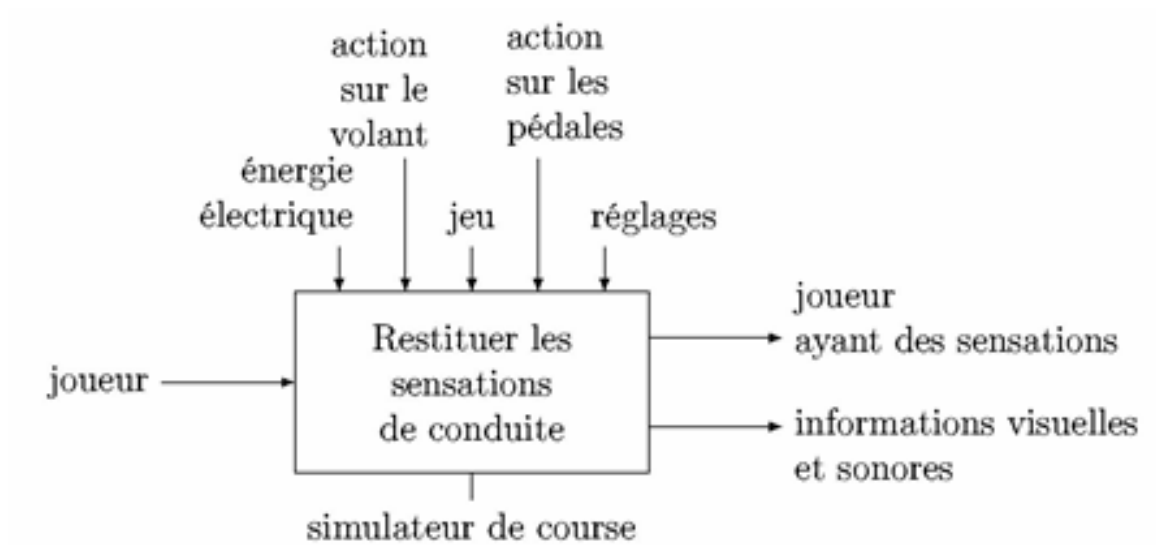 action
sur le
volant
action
sur les
pédales
énergie
électrique
jeu
réglages
joueur
Restituer les
sensations
de conduite
joueur
ayant des sensations
informations visuelles
et sonores
simulateur de course